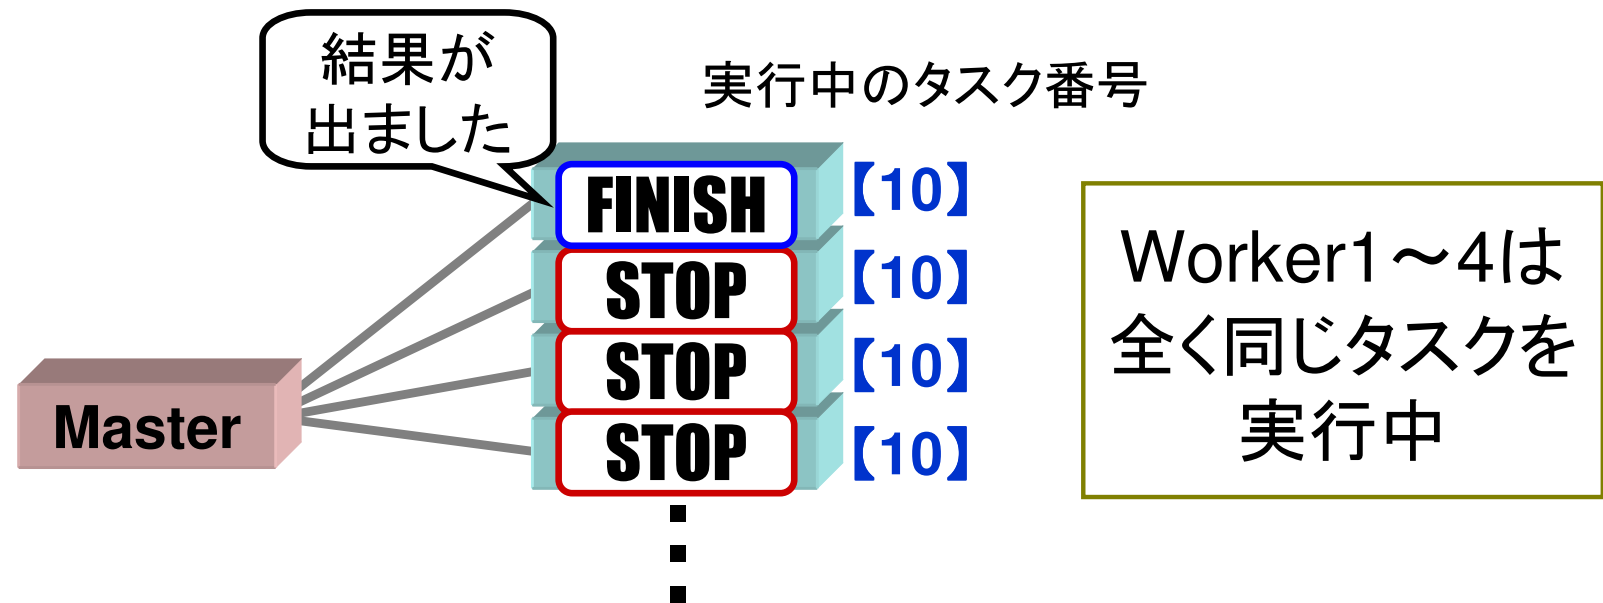 結果が
出ました
実行中のタスク番号
FINISH
【10】
STOP
【10】
STOP
【10】
STOP
【10】
Master
Worker1～4は
全く同じタスクを
実行中